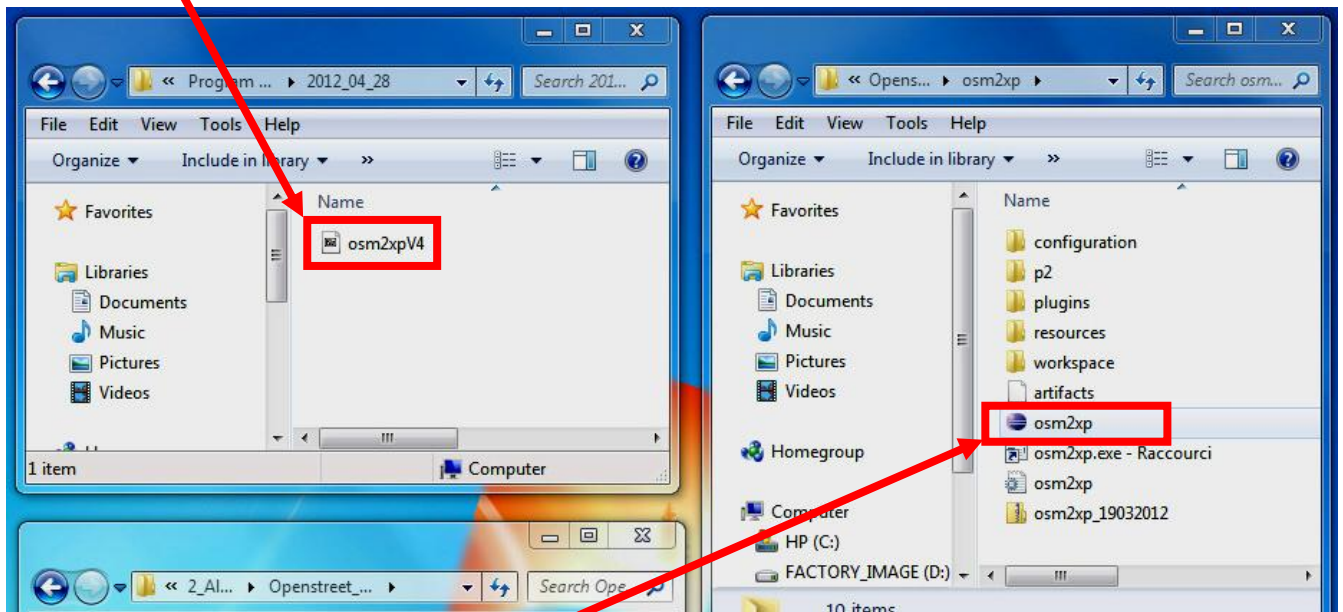 « Program ... ▸ 2012_04_28
Search 201...
File Edit View Tools Help
Organize Include in library »
Favorites
Libraries
Documents
Music
Pictures
Videos
Name
osm2xpV4
1 item
Computer
« Opens... ▸ osm2xp ▸
Search osm...
File Edit View Tools Help
Organize Include in library »
Favorites
Libraries
Documents
Music
Pictures
Videos
Homegroup
Computer
HP (C:)
FACTORY_IMAGE (D:)
Name
configuration
p2
plugins
resources
workspace
artifacts
osm2xp
osm2xp.exe - Raccourci
osm2xp
osm2xp_19032012
10 items
« 2_Al... ▸ Openstreet_... ▸
Search Ope